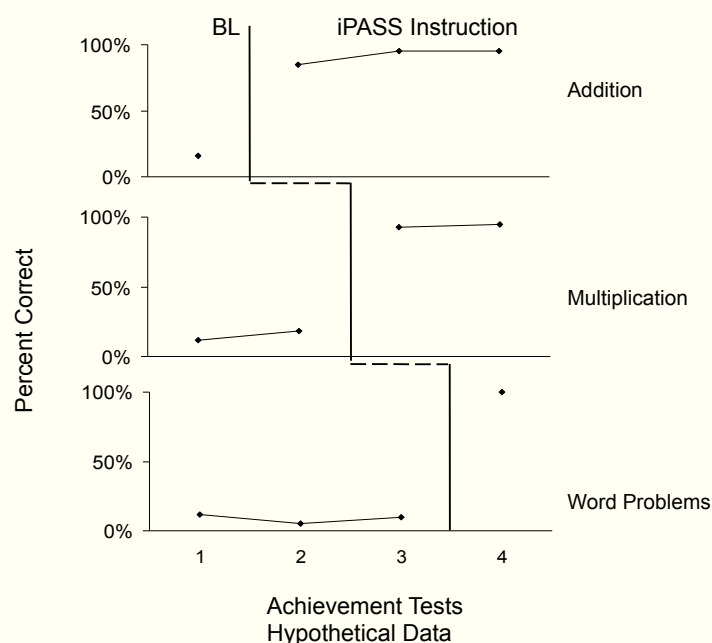 BL
iPASS Instruction
100%
50%
0%
Addition
100%
50%
0%
Multiplication
100%
50%
0%
Word Problems
Percent Correct
1 2 3 4
Achievement Tests
Hypothetical Data